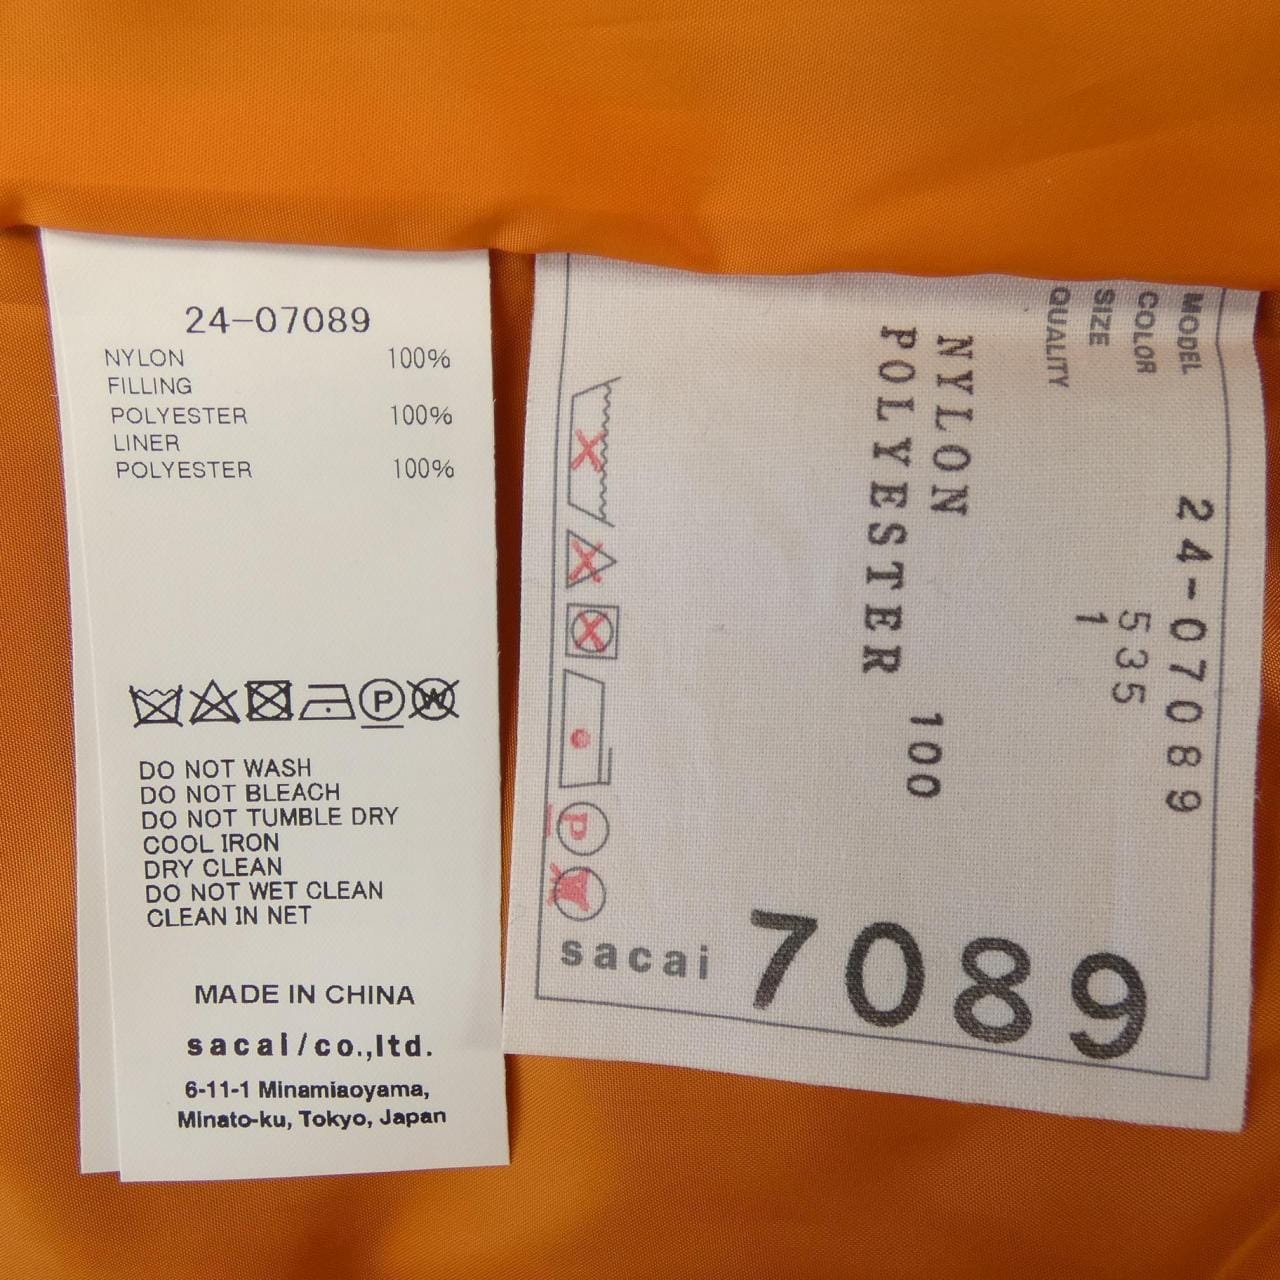 24-07089
NYLON 100%
FILLING
POLYESTER 100%
LINER
POLYESTER 100%
P W
DO NOT WASH
DO NOT BLEACH
DO NOT TUMBLE DRY
COOL IRON
DRY CLEAN
DO NOT WET CLEAN
CLEAN IN NET
MADE IN CHINA
sacai/co.,ltd.
6-11-1 Minamiaoyama,
Minato-ku, Tokyo, Japan
MODEL 24-07089
COLOR 535
SIZE 1
QUALITY
NYLON 100
POLYESTER
P W
sacai 7089